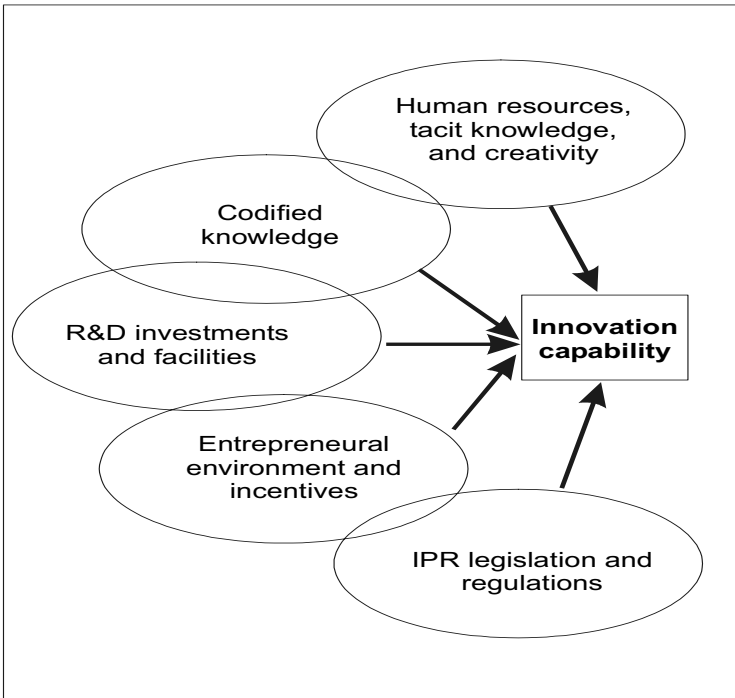 Human resources,
tacit knowledge,
and creativity
Codified
knowledge
R&D investments
and facilities
Innovation
capability
Entrepreneural
environment and
incentives
IPR legislation and
regulations